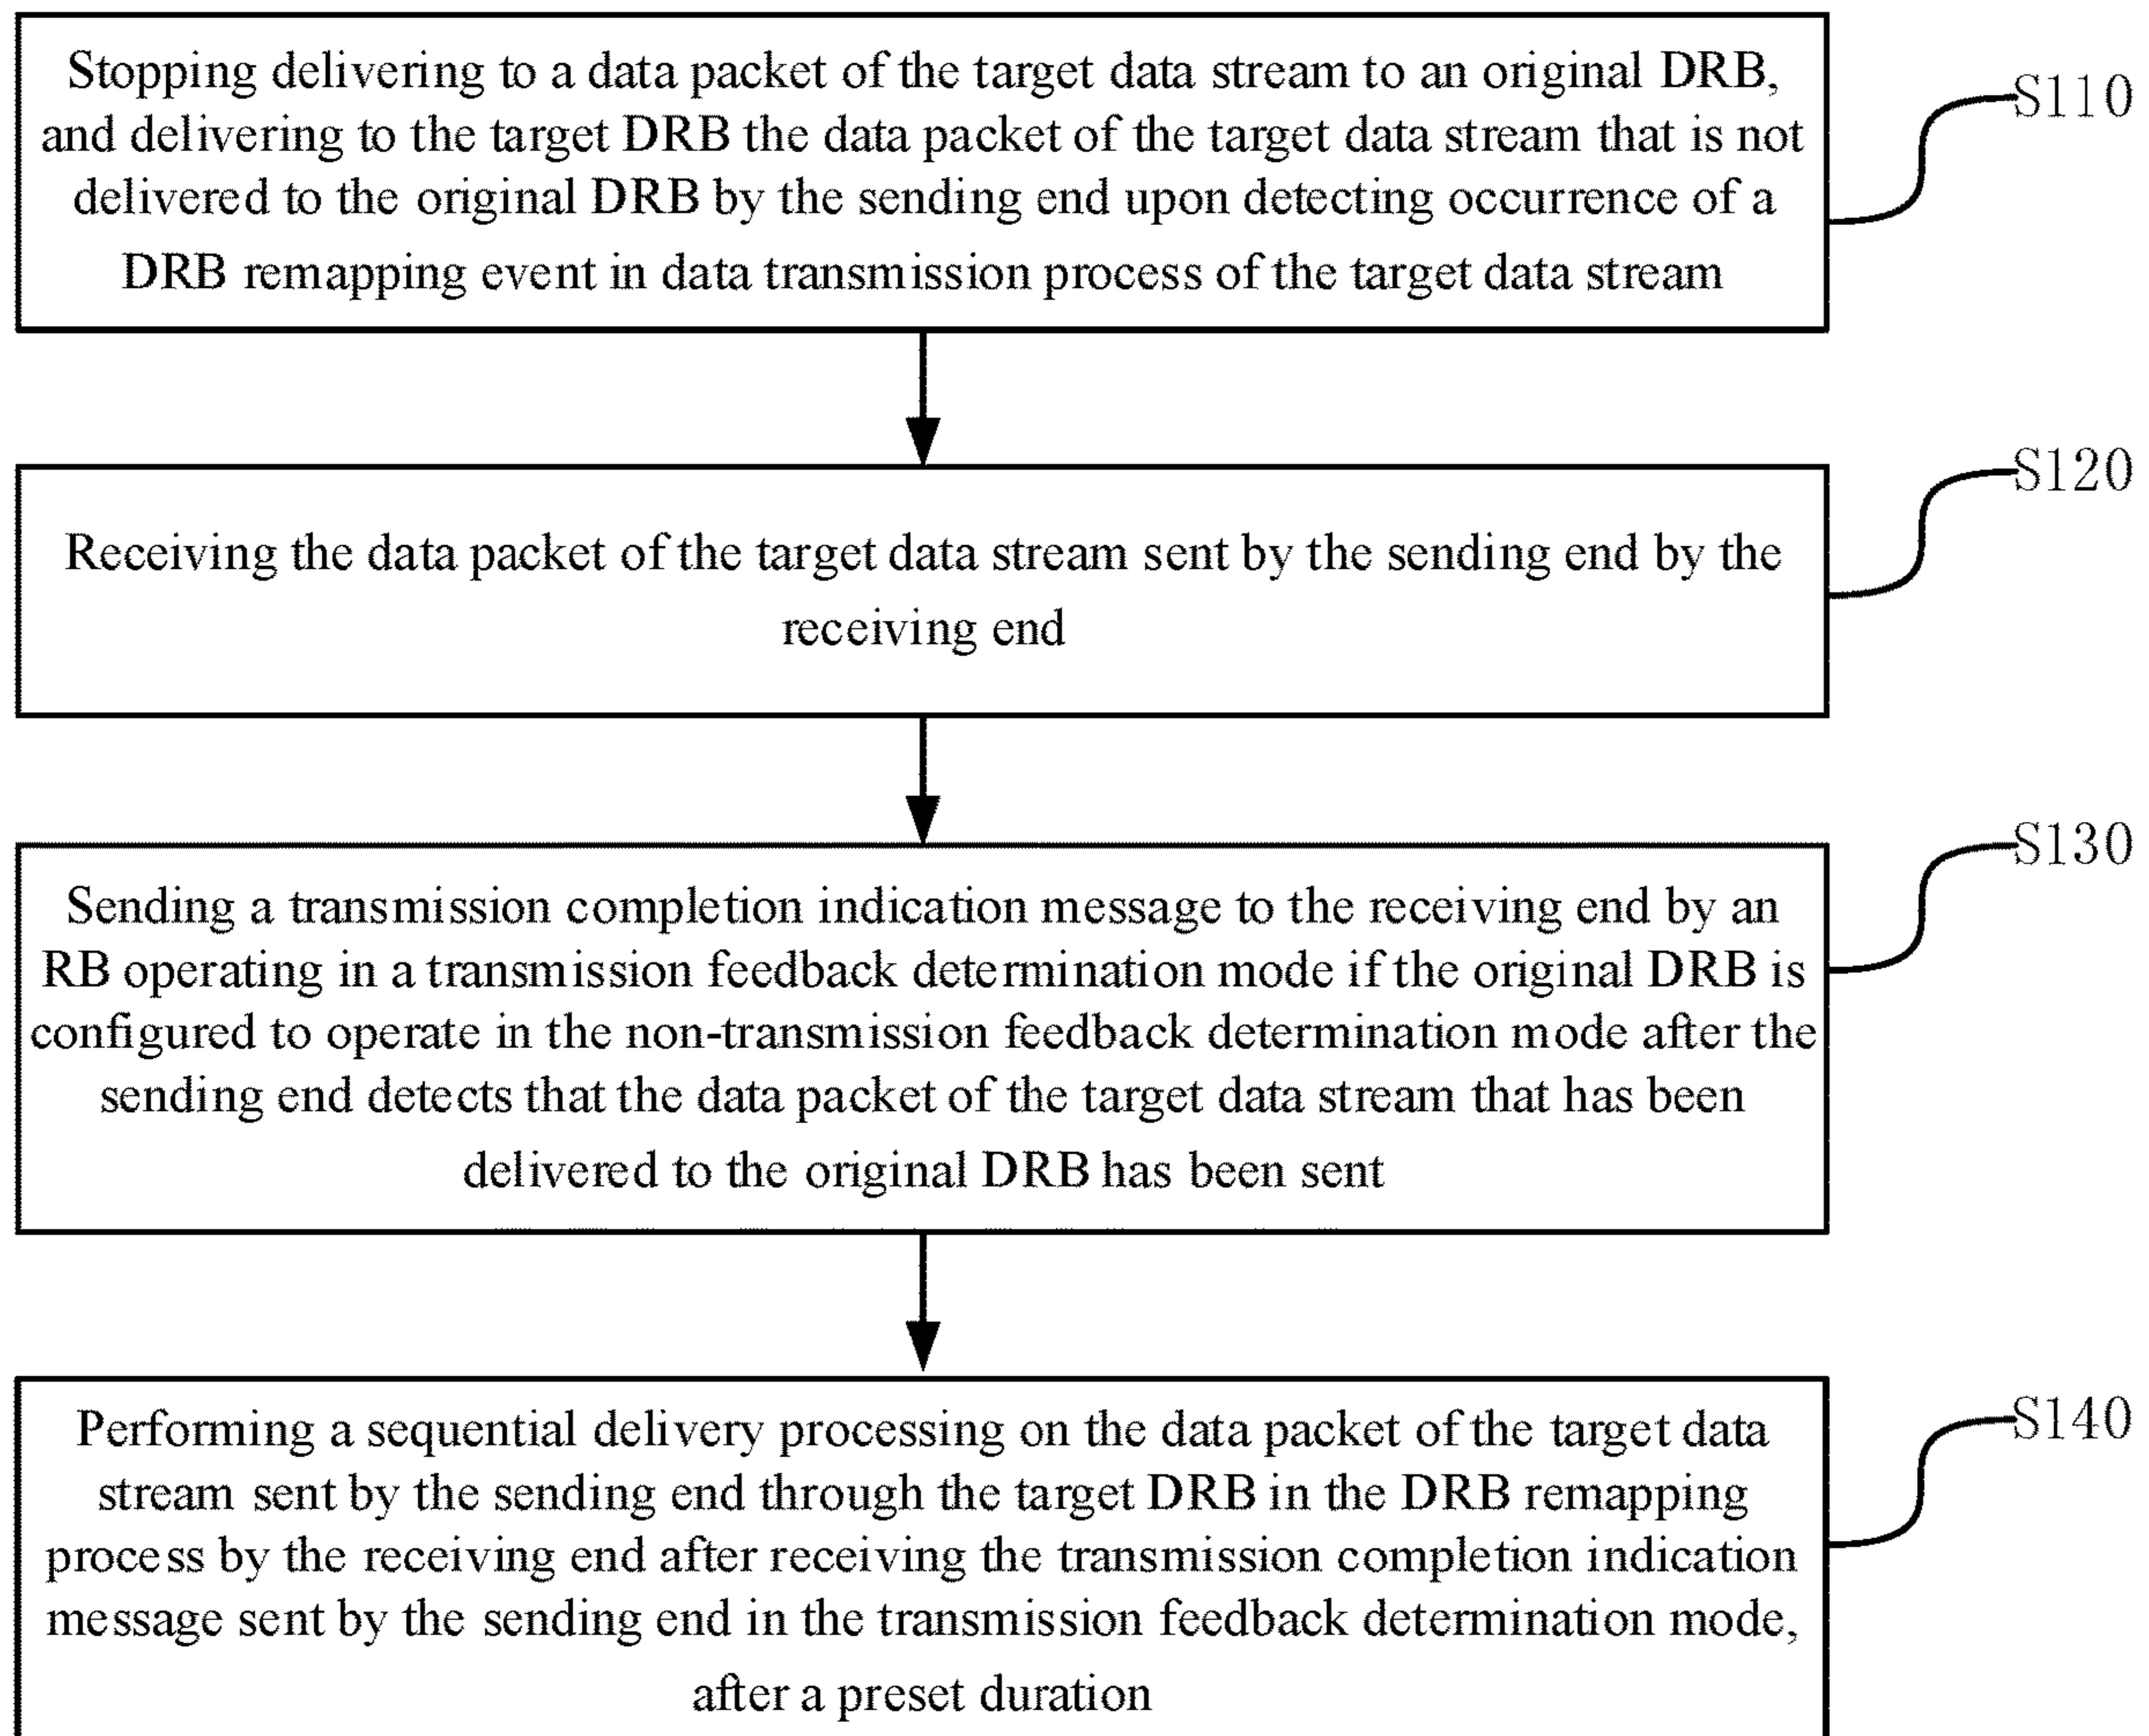 Stopping delivering to a data packet of the target data stream to an original DRB,
and delivering to the target DRB the data packet of the target data stream that is not
delivered to the original DRB by the sending end upon detecting occurrence of a
DRB remapping event in data transmission process of the target data stream
S110
Receiving the data packet of the target data stream sent by the sending end by the
receiving end
S120
Sending a transmission completion indication message to the receiving end by an
RB operating in a transmission feedback determination mode if the original DRB is
configured to operate in the non-transmission feedback determination mode after the
sending end detects that the data packet of the target data stream that has been
delivered to the original DRB has been sent
S130
Performing a sequential delivery processing on the data packet of the target data
stream sent by the sending end through the target DRB in the DRB remapping
process by the receiving end after receiving the transmission completion indication
message sent by the sending end in the transmission feedback determination mode,
after a preset duration
S140